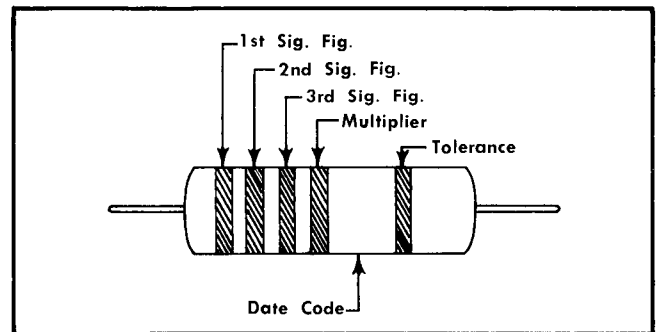 1st Sig. Fig.
2nd Sig. Fig.
3rd Sig. Fig.
Multiplier
Tolerance
Date Code